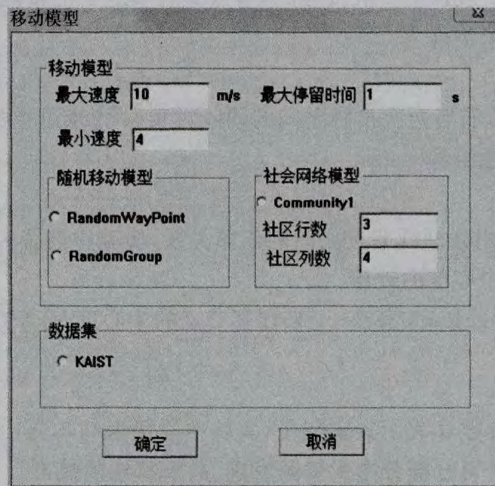 移动模型
移动模型
最大速度 10 m/s 最大停留时间 1 s
最小速度 4
随机移动模型
RandomWayPoint
RandomGroup
社会网络模型
Community1
社区行数 3
社区列数 4
数据集
KAIST
确定 取消